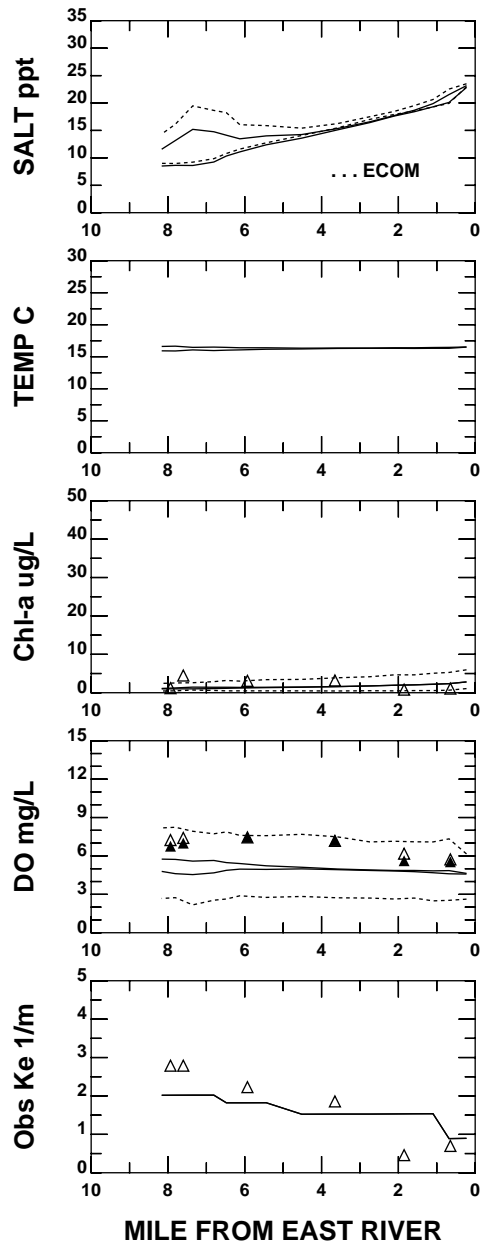 SALT ppt
35
30
25
20
15
10
5
0
. . . ECOM
10 8 6 4 2 0
TEMP C
30
25
20
15
10
5
0
10 8 6 4 2 0
Chl-a ug/L
50
40
30
20
10
0
10 8 6 4 2 0
DO mg/L
15
12
9
6
3
0
10 8 6 4 2 0
Obs Ke 1/m
5
4
3
2
1
0
10 8 6 4 2 0
MILE FROM EAST RIVER